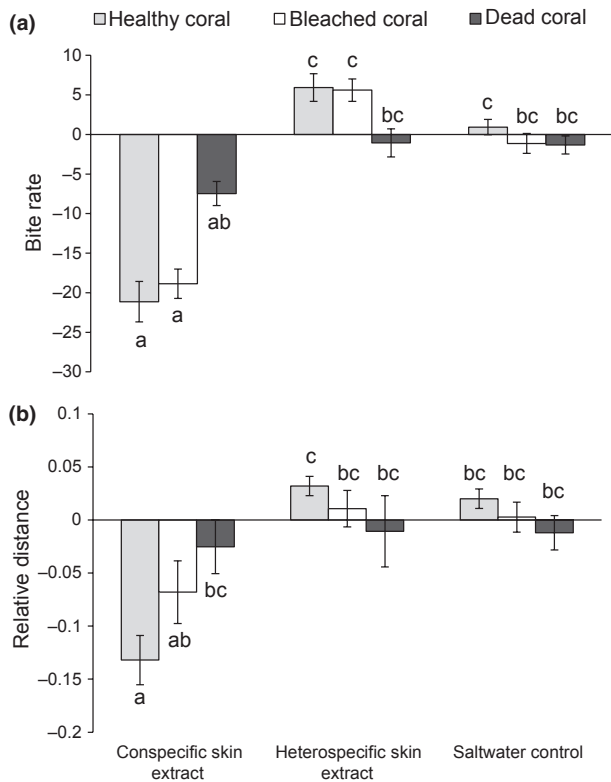 (a) Healthy coral Bleached coral Dead coral
10
5
0
–5
–10
–15
–20
–25
–30
Bite rate
a a ab
c c bc
c bc bc
(b)
0.1
0.05
0
–0.05
–0.1
–0.15
–0.2
Relative distance
a ab bc
c bc bc
bc bc bc
Conspecific skin extract
Heterospecific skin extract
Saltwater control